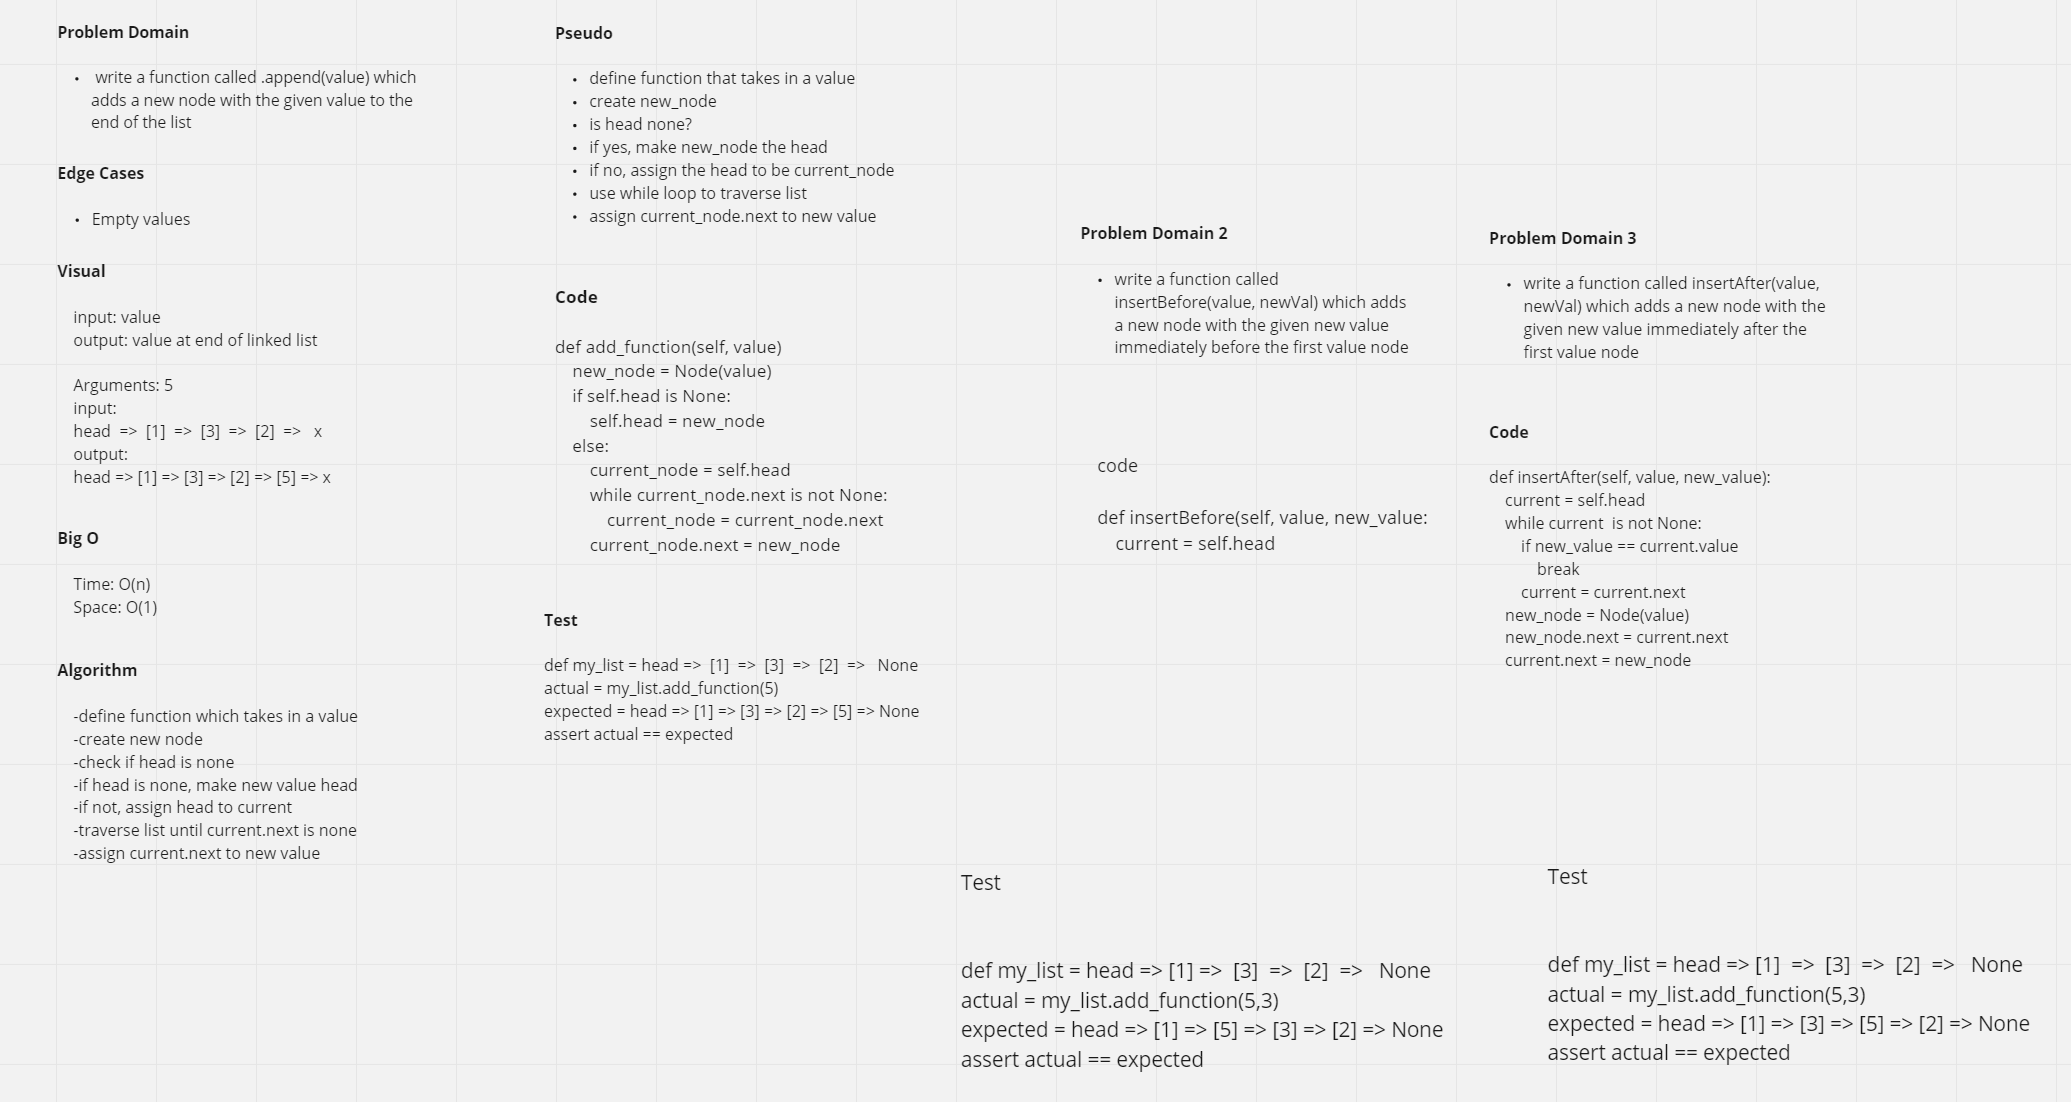 Problem Domain
• write a function called .append(value) which
adds a new node with the given value to the
end of the list
Edge Cases
• Empty values
Visual
input: value
output: value at end of linked list
Arguments: 5
input:
head => [1] => [3] => [2] => x
output:
head => [1] => [3] => [2] => [5] => x
Big O
Time: O(n)
Space: O(1)
Algorithm
-define function which takes in a value
-create new node
-check if head is none
-if head is none, make new value head
-if not, assign head to current
-traverse list until current.next is none
-assign current.next to new value
Pseudo
• define function that takes in a value
• create new_node
• is head none?
• if yes, make new_node the head
• if no, assign the head to be current_node
• use while loop to traverse list
• assign current_node.next to new value
Code
def add_function(self, value)
new_node = Node(value)
if self.head is None:
self.head = new_node
else:
current_node = self.head
while current_node.next is not None:
current_node = current_node.next
current_node.next = new_node
Test
def my_list = head => [1] => [3] => [2] => None
actual = my_list.add_function(5)
expected = head => [1] => [3] => [2] => [5] => None
assert actual == expected
Problem Domain 2
• write a function called
insertBefore(value, newVal) which adds
a new node with the given new value
immediately before the first value node
code
def insertBefore(self, value, new_value:
current = self.head
Test
def my_list = head => [1] => [3] => [2] => None
actual = my_list.add_function(5,3)
expected = head => [1] => [5] => [3] => [2] => None
assert actual == expected
Problem Domain 3
• write a function called insertAfter(value,
newVal) which adds a new node with the
given new value immediately after the
first value node
Code
def insertAfter(self, value, new_value):
current = self.head
while current is not None:
if new_value == current.value
break
current = current.next
new_node = Node(value)
new_node.next = current.next
current.next = new_node
Test
def my_list = head => [1] => [3] => [2] => None
actual = my_list.add_function(5,3)
expected = head => [1] => [3] => [5] => [2] => None
assert actual == expected